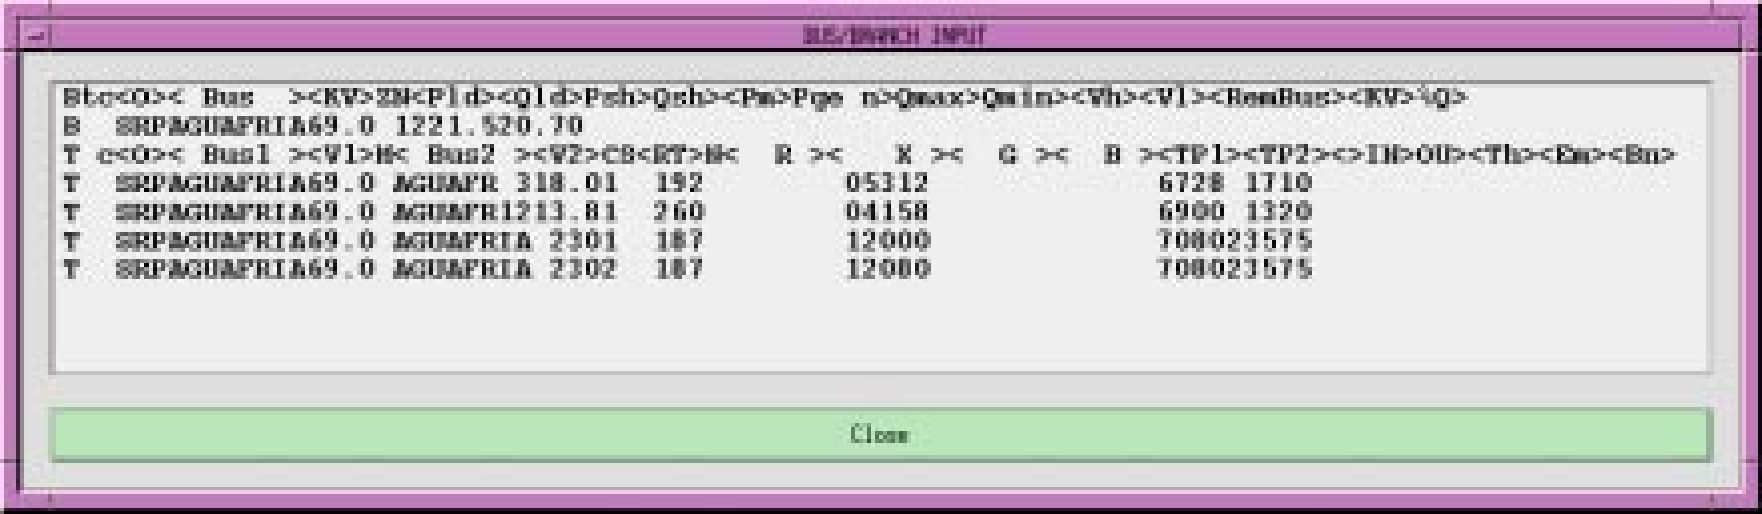 BUS/BRANCH INPUT
Btc<O>< Bus  ><KV>ZN<Pld><Qld>Psh>Qsh><Pm>Pge n>Qmax>Qmin><Vh><Vl><RemBus><KV>%Q>
B  SRPAGUAFRIA69.0 1221.520.70
T c<O>< Bus1 ><V1>M< Bus2 ><V2>CS<RT>N<  R ><   X ><  G ><  B ><TP1><TP2><>IN>OU><Th><Em><Bn>
T  SRPAGUAFRIA69.0 AGUAFR 318.01  192 05312 6728 1710
T  SRPAGUAFRIA69.0 AGUAFR1213.81  260 04158 6900 1320
T  SRPAGUAFRIA69.0 AGUAFRIA 2301  187 12000 708023575
T  SRPAGUAFRIA69.0 AGUAFRIA 2302  187 12080 708023575
Close